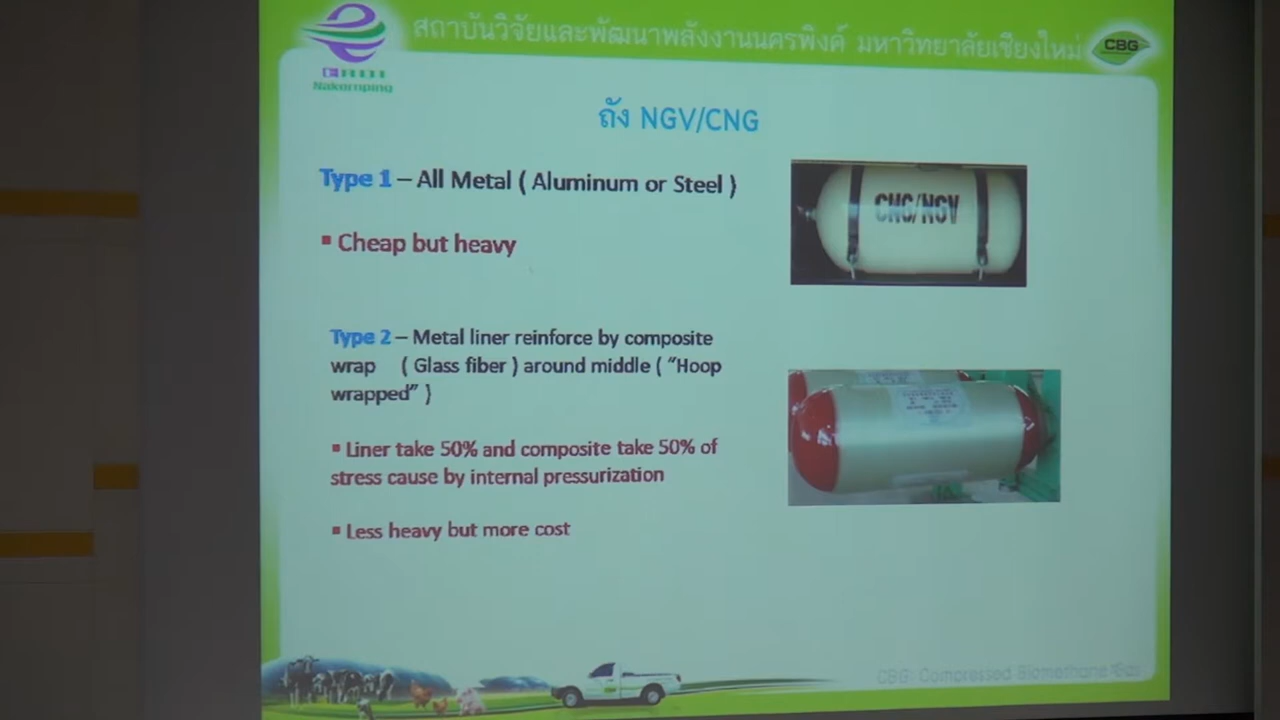 สถาบันวิจัยและพัฒนาพลังงานนครพิงค์ มหาวิทยาลัยเชียงใหม่
CBG
ERDI
Nakornping
ถัง NGV/CNG
Type 1 – All Metal ( Aluminum or Steel )
CNG/NGV
▪ Cheap but heavy
Type 2 – Metal liner reinforce by composite
wrap ( Glass fiber ) around middle ( “Hoop
wrapped” )
▪ Liner take 50% and composite take 50% of
stress cause by internal pressurization
▪ Less heavy but more cost
CBG: Compressed Biomethane Gas